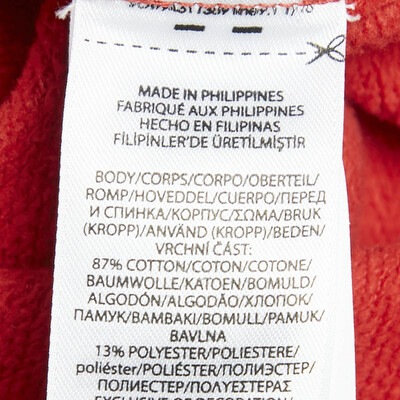 MADE IN PHILIPPINES
FABRIQUÉ AUX PHILIPPINES
HECHO EN FILIPINAS
FİLİPİNLER'DE ÜRETİLMİŞTİR
BODY/CORPS/CORPO/OBERTEIL/
ROMP/HOVEDDEL/CUERPO/ПЕРЕД
И СПИНКА/КОРПУС/ΣΩΜΑ/BRUK
(KROPP)/ANVÄND (KROPP)/BEDEN/
VRCHNÍ ČÁST:
87% COTTON/COTON/COTONE/
BAUMWOLLE/KATOEN/BOMULD/
ALGODÓN/ALGODÃO/ХЛОПОК/
ПАМУК/ΒΑΜΒΑΚΙ/BOMULL/PAMUK/
BAVLNA
13% POLYESTER/POLIESTERE/
poliéster/POLIÉSTER/ПОЛИЭСТЕР/
ПОЛИЕСТЕР/ΠΟΛΥΕΣΤΕΡΑΣ